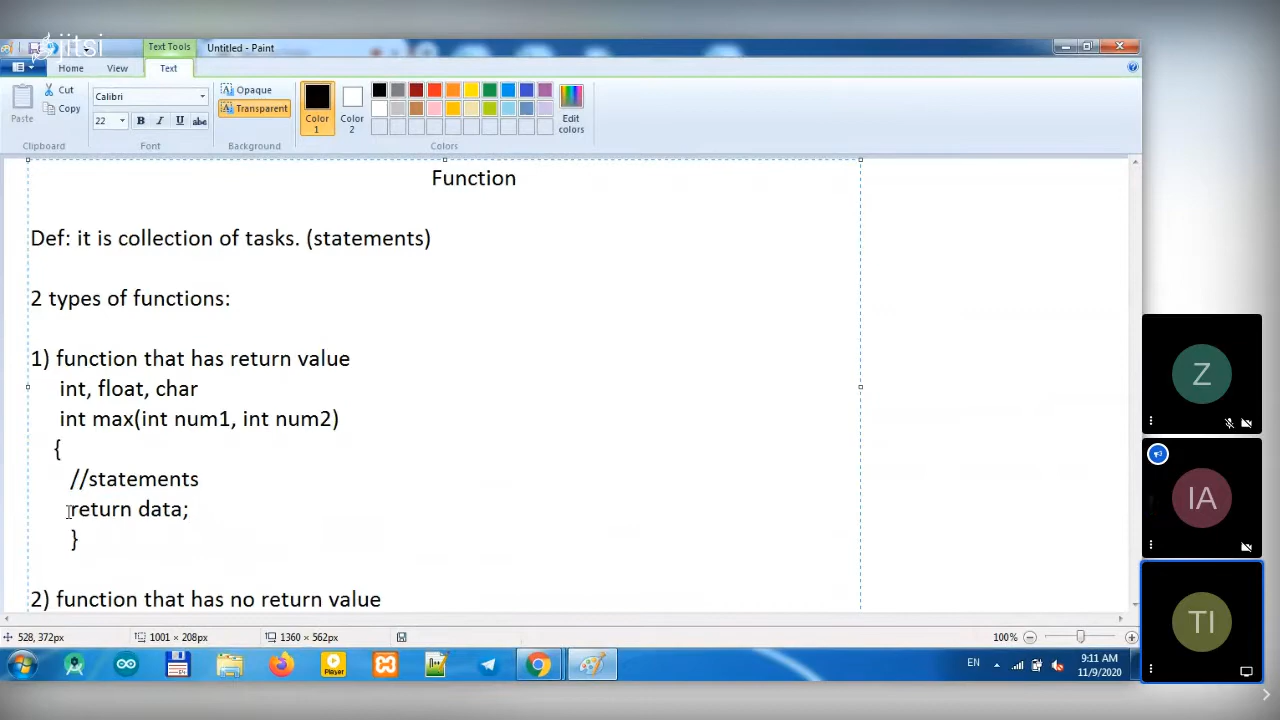 jitsi
Text Tools
Untitled - Paint
Home
View
Text
Paste
Cut
Copy
Clipboard
Calibri
22
B
I
U
abc
Font
Opaque
Transparent
Background
Color 1
Color 2
Edit colors
Colors
Function
Def: it is collection of tasks. (statements)
2 types of functions:
1) function that has return value
int, float, char
int max(int num1, int num2)
{
//statements
return data;
}
2) function that has no return value
528, 372px
1001 × 208px
1360 × 562px
100%
Player
EN
9:11 AM
11/9/2020
Z
IA
TI